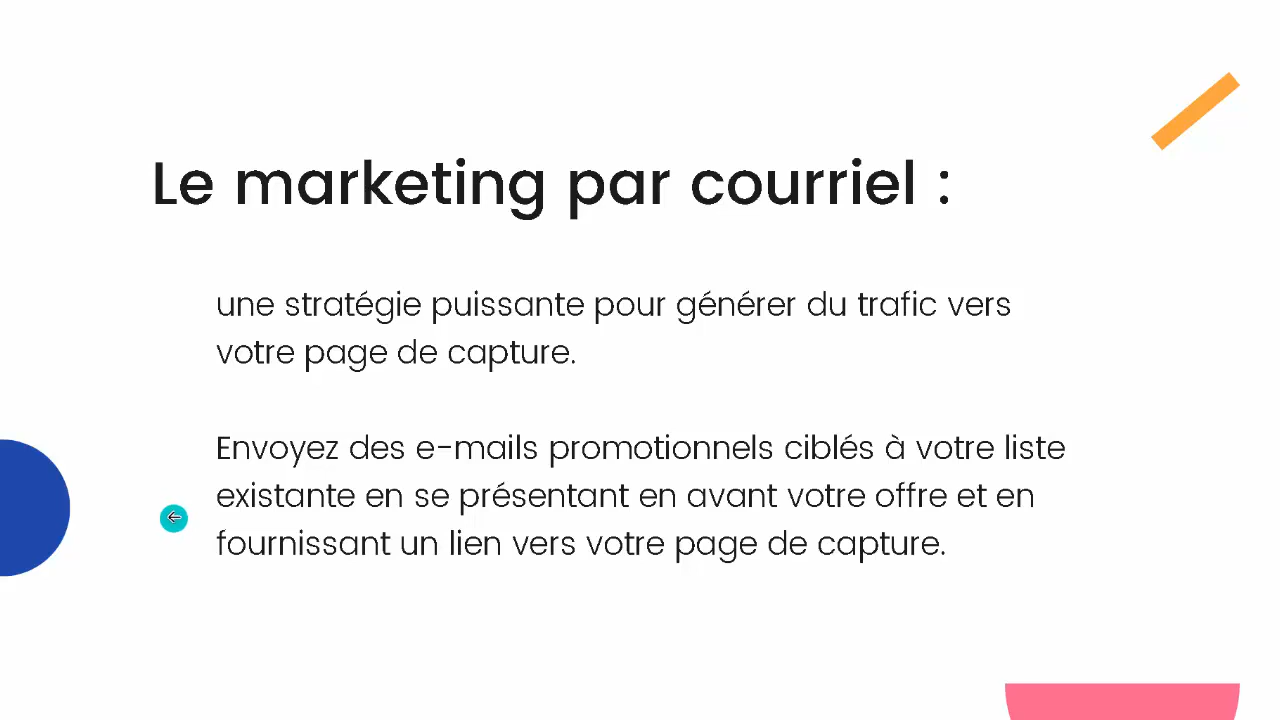 Le marketing par courriel :
une stratégie puissante pour générer du trafic vers
votre page de capture.
Envoyez des e-mails promotionnels ciblés à votre liste
existante en se présentant en avant votre offre et en
fournissant un lien vers votre page de capture.